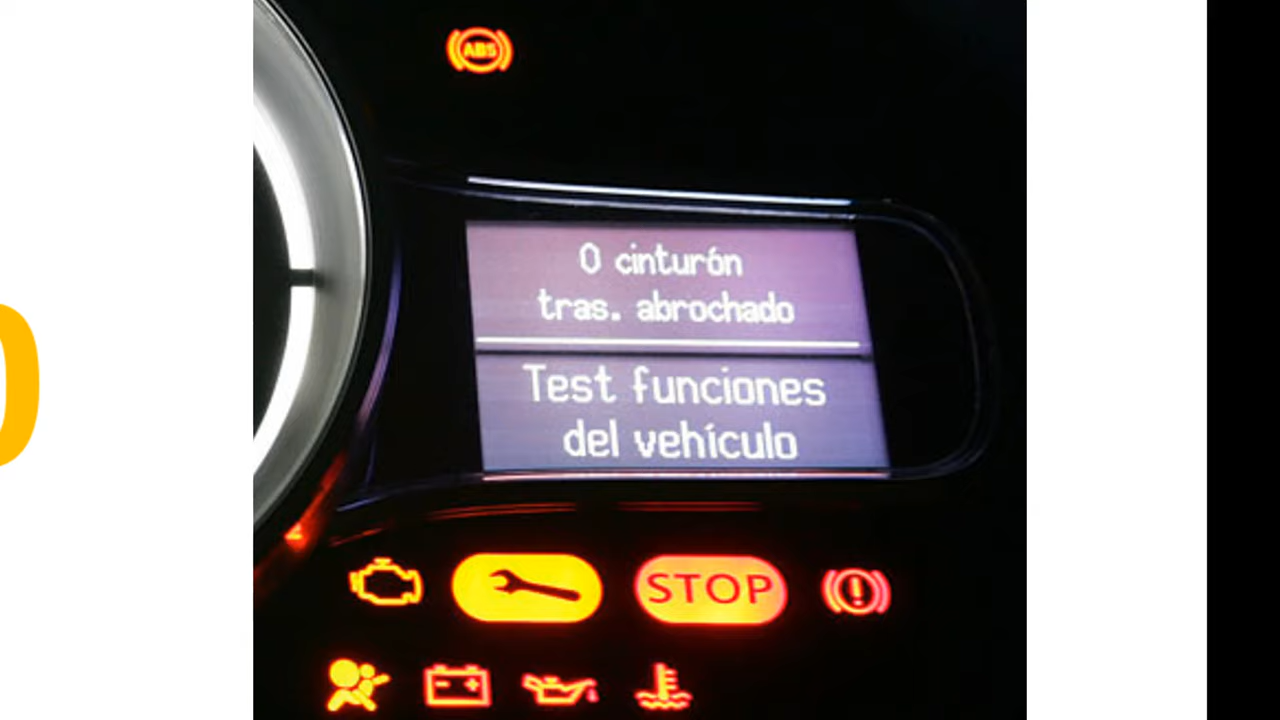 ABS
0 cinturón
tras. abrochado
Test funciones
del vehículo
STOP